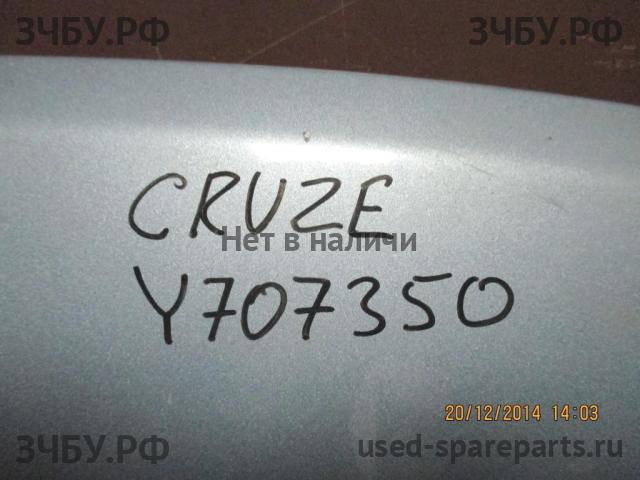 ЗЧБУ.РФ ЗЧБУ.РФ
CRUZE
Нет в наличи
Y707350
20/12/2014 14:03
ЗЧБУ.РФ used-spareparts.ru